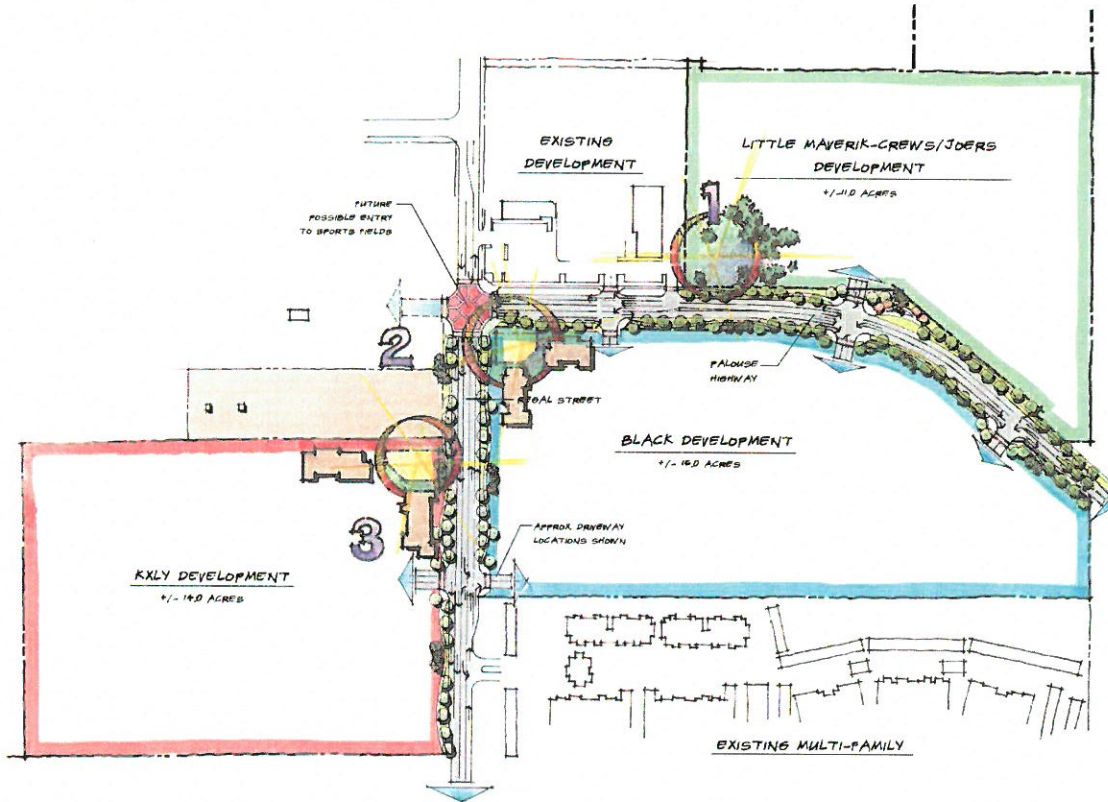 EXISTING
DEVELOPMENT
LITTLE MAVERIK-CREWS/JOERS
DEVELOPMENT
+/-11.0 ACRES
1
FUTURE
POSSIBLE ENTRY
TO SPORTS FIELDS
2
PALOUSE
HIGHWAY
REGAL STREET
BLACK DEVELOPMENT
+/- 16.0 ACRES
3
APPROX DRIVEWAY
LOCATIONS SHOWN
KXLY DEVELOPMENT
+/- 14.0 ACRES
EXISTING MULTI-FAMILY